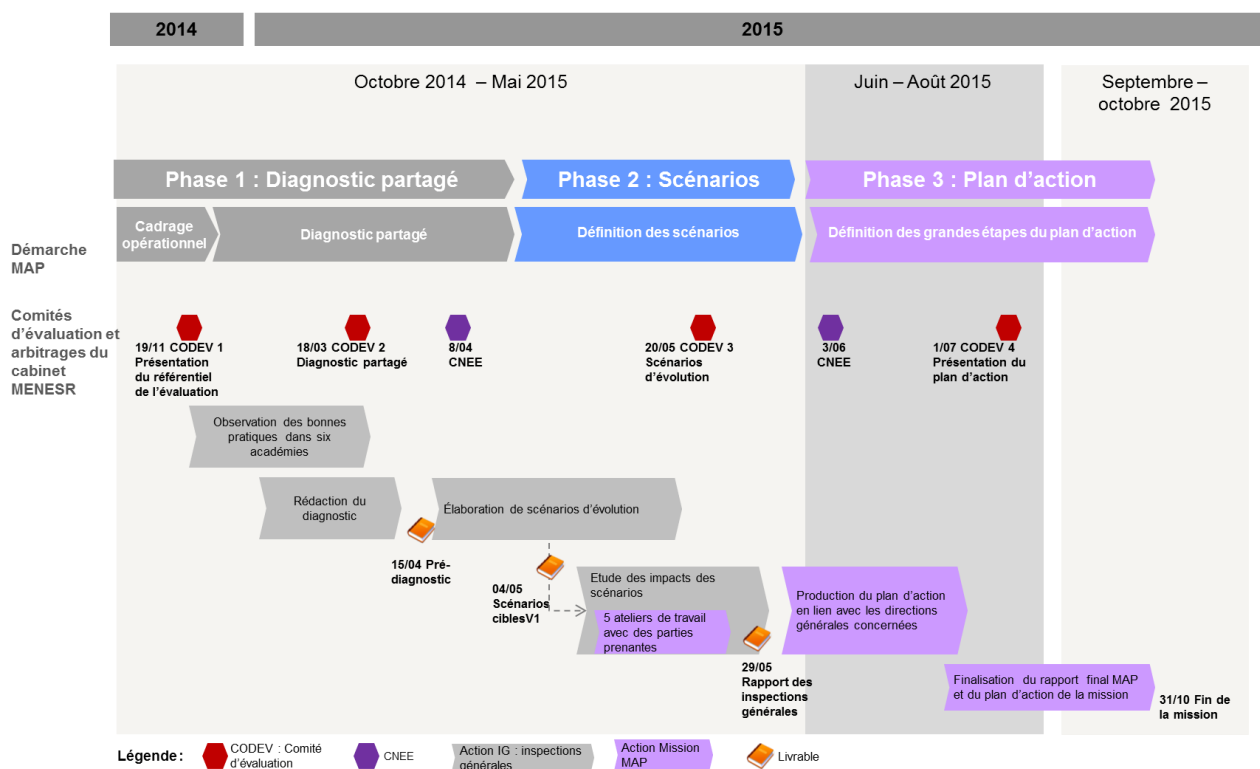 2014
2015
Octobre 2014 – Mai 2015
Juin – Août 2015
Septembre –
octobre 2015
Phase 1 : Diagnostic partagé
Phase 2 : Scénarios
Phase 3 : Plan d’action
Démarche
MAP
Cadrage
opérationnel
Diagnostic partagé
Définition des scénarios
Définition des grandes étapes du plan d’action
Comités
d’évaluation et
arbitrages du
cabinet
MENESR
19/11 CODEV 1
Présentation
du référentiel
de l’évaluation
18/03 CODEV 2
Diagnostic partagé
8/04
CNEE
20/05 CODEV 3
Scénarios
d’évolution
3/06
CNEE
1/07 CODEV 4
Présentation du
plan d’action
Observation des bonnes
pratiques dans six
académies
Rédaction du
diagnostic
Élaboration de scénarios d’évolution
15/04 Pré-
diagnostic
04/05
Scénarios
ciblesV1
Etude des impacts des
scénarios
5 ateliers de travail
avec des parties
prenantes
29/05
Rapport des
inspections
générales
Production du plan d’action
en lien avec les directions
générales concernées
Finalisation du rapport final MAP
et du plan d’action de la mission
31/10 Fin de
la mission
Légende :
CODEV : Comité
d’évaluation
CNEE
Action IG : inspections
générales
Action Mission
MAP
Livrable